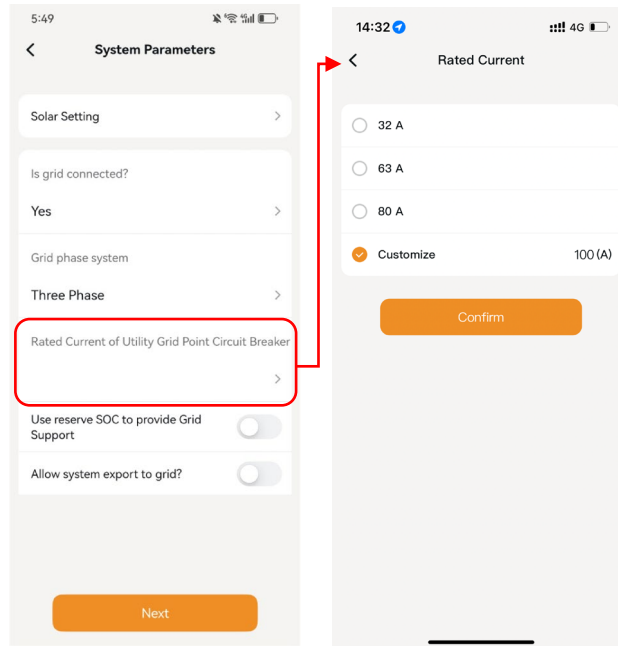 5:49
System Parameters
Solar Setting
Is grid connected?
Yes
Grid phase system
Three Phase
Rated Current of Utility Grid Point Circuit Breaker
Use reserve SOC to provide Grid
Support
Allow system export to grid?
Next
14:32
4G
Rated Current
32 A
63 A
80 A
Customize 100 (A)
Confirm